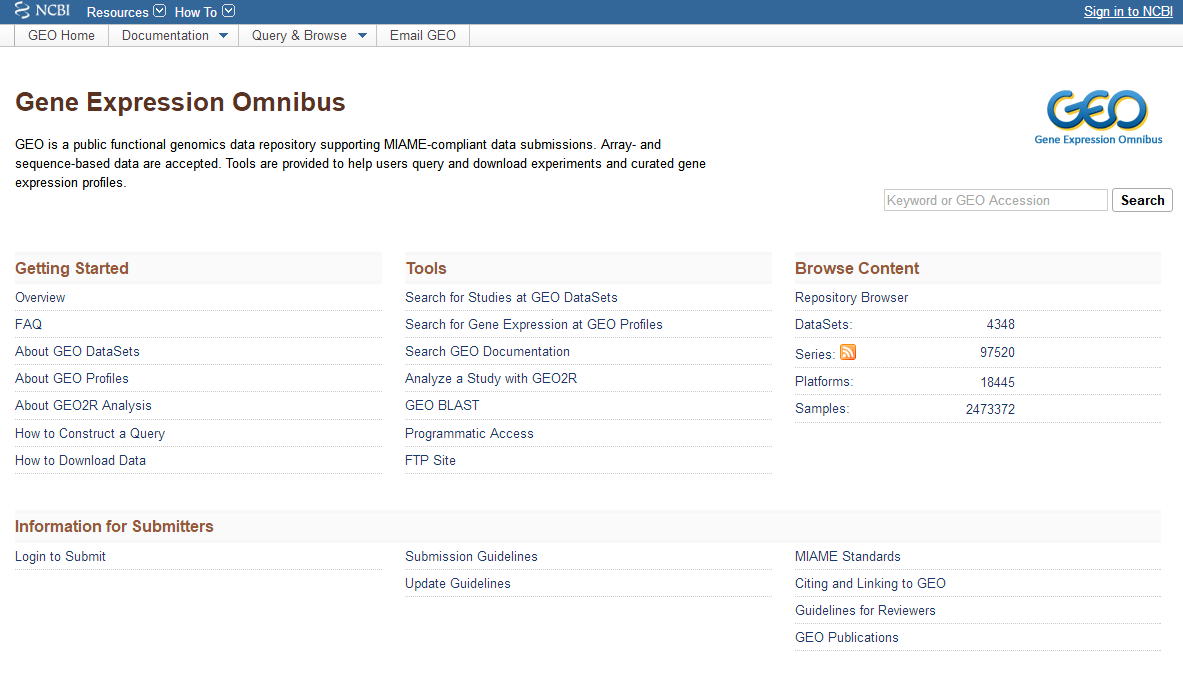 NCBI Resources How To Sign in to NCBI
GEO Home Documentation Query & Browse Email GEO
Gene Expression Omnibus
GEO is a public functional genomics data repository supporting MIAME-compliant data submissions. Array- and
sequence-based data are accepted. Tools are provided to help users query and download experiments and curated gene
expression profiles.
GEO
Gene Expression Omnibus
Keyword or GEO Accession Search
Getting Started
Overview
FAQ
About GEO DataSets
About GEO Profiles
About GEO2R Analysis
How to Construct a Query
How to Download Data
Tools
Search for Studies at GEO DataSets
Search for Gene Expression at GEO Profiles
Search GEO Documentation
Analyze a Study with GEO2R
GEO BLAST
Programmatic Access
FTP Site
Browse Content
Repository Browser
DataSets: 4348
Series: 97520
Platforms: 18445
Samples: 2473372
Information for Submitters
Login to Submit
Submission Guidelines
Update Guidelines
MIAME Standards
Citing and Linking to GEO
Guidelines for Reviewers
GEO Publications